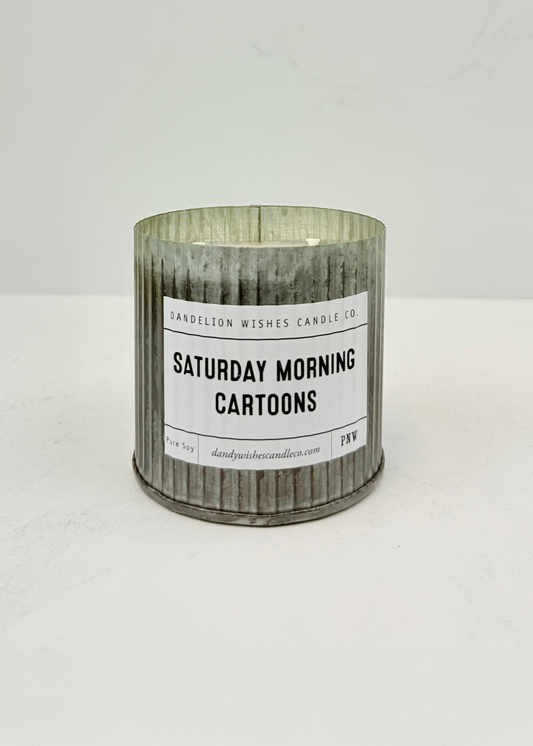 DANDELION WISHES CANDLE CO.
SATURDAY MORNING
CARTOONS
Pure Soy
dandywishescandleco.com
PNW